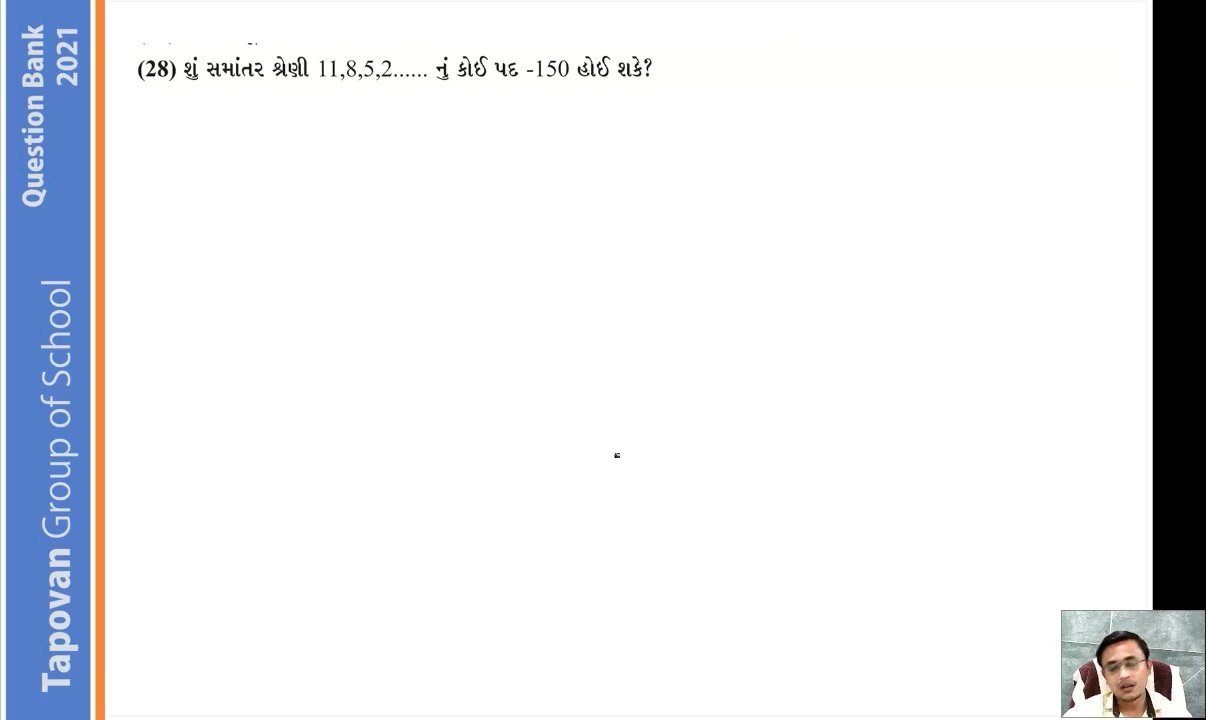 Question Bank
2021
Tapovan Group of School
(28) શું સમાંતર શ્રેણી 11,8,5,2...... નું કોઈ પદ -150 હોઈ શકે?